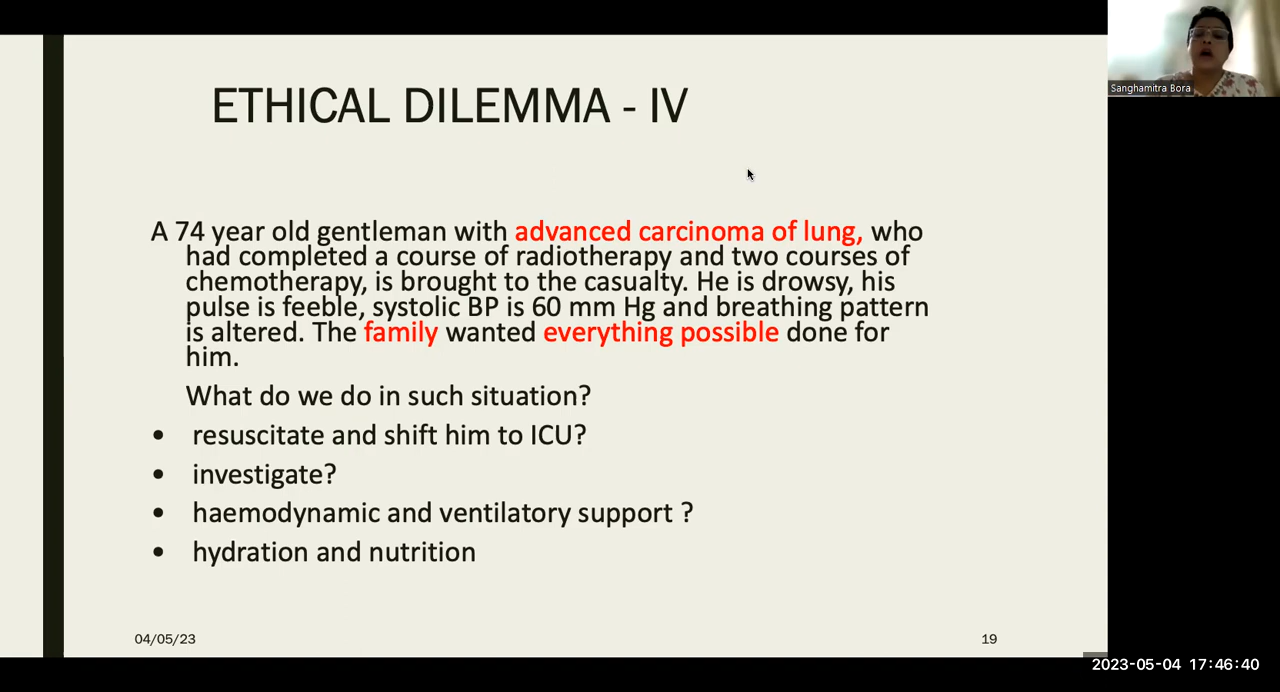 ETHICAL DILEMMA - IV
Sanghamitra Bora
A 74 year old gentleman with advanced carcinoma of lung, who
had completed a course of radiotherapy and two courses of
chemotherapy, is brought to the casualty. He is drowsy, his
pulse is feeble, systolic BP is 60 mm Hg and breathing pattern
is altered. The family wanted everything possible done for
him.
What do we do in such situation?
• resuscitate and shift him to ICU?
• investigate?
• haemodynamic and ventilatory support ?
• hydration and nutrition
04/05/23
19
2023-05-04 17:46:40